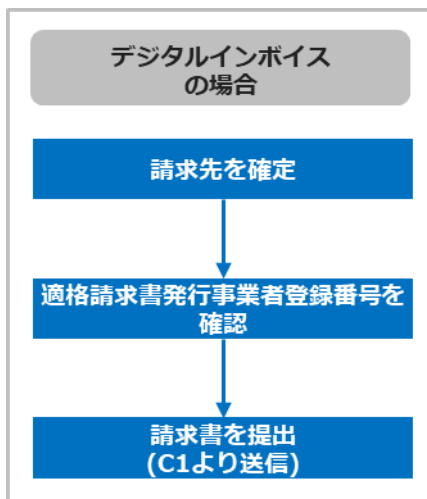 デジタルインボイス
の場合
請求先を確定
適格請求書発行事業者登録番号を
確認
請求書を提出
(C1より送信)